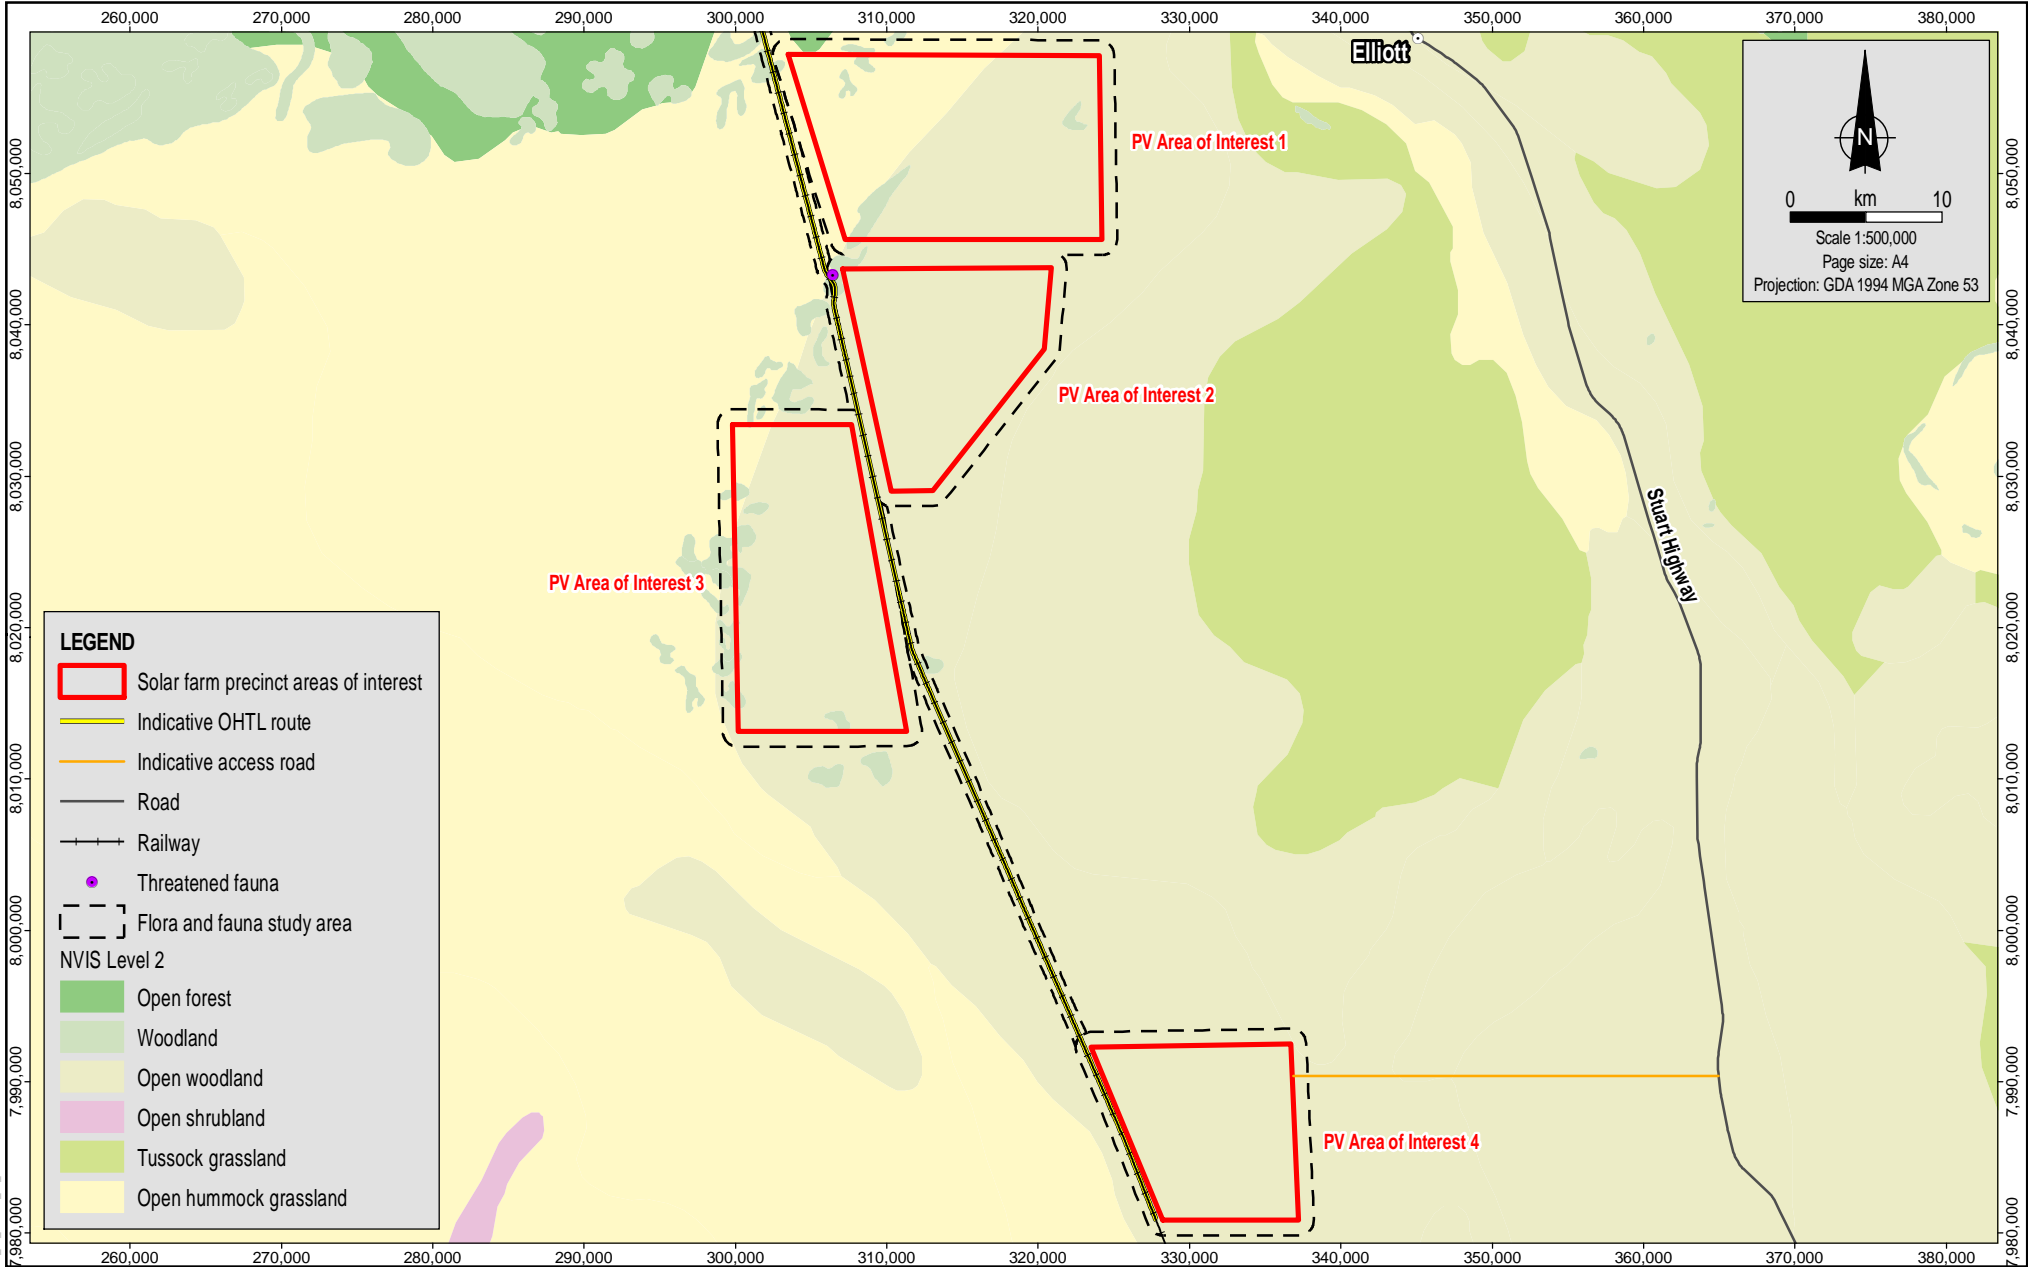 260,000 270,000 280,000 290,000 300,000 310,000 320,000 330,000 340,000 350,000 360,000 370,000 380,000
Elliott
N
0 km 10
Scale 1:500,000
Page size: A4
Projection: GDA 1994 MGA Zone 53
PV Area of Interest 1
8,050,000 8,050,000
8,040,000 8,040,000
PV Area of Interest 2
8,030,000 8,030,000
Stuart Highway
PV Area of Interest 3
8,020,000 8,020,000
8,010,000 8,010,000
8,000,000 8,000,000
7,990,000 7,990,000
PV Area of Interest 4
7,980,000 7,980,000
LEGEND
Solar farm precinct areas of interest
Indicative OHTL route
Indicative access road
Road
Railway
Threatened fauna
Flora and fauna study area
NVIS Level 2
Open forest
Woodland
Open woodland
Open shrubland
Tussock grassland
Open hummock grassland
260,000 270,000 280,000 290,000 300,000 310,000 320,000 330,000 340,000 350,000 360,000 370,000 380,000